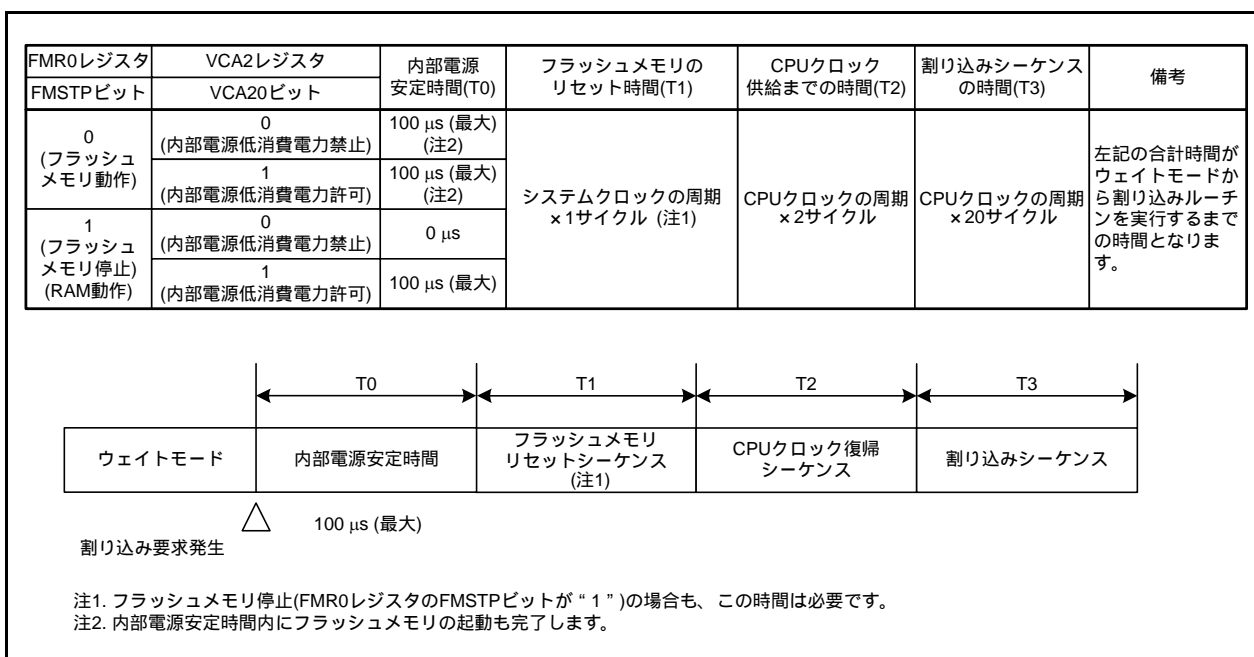 FMR0レジスタ
VCA2レジスタ
内部電源
安定時間(T0)
フラッシュメモリの
リセット時間(T1)
CPUクロック
供給までの時間(T2)
割り込みシーケンス
の時間(T3)
備考
FMSTPビット
VCA20ビット
0
(フラッシュ
メモリ動作)
0
(内部電源低消費電力禁止)
100 μs (最大)
(注2)
1
(内部電源低消費電力許可)
100 μs (最大)
(注2)
1
(フラッシュ
メモリ停止)
(RAM動作)
0
(内部電源低消費電力禁止)
0 μs
1
(内部電源低消費電力許可)
100 μs (最大)
システムクロックの周期
×1サイクル (注1)
CPUクロックの周期
×2サイクル
CPUクロックの周期
×20サイクル
左記の合計時間が
ウェイトモードか
ら割り込みルーチ
ンを実行するまで
の時間となりま
す。
T0
T1
T2
T3
ウェイトモード
内部電源安定時間
フラッシュメモリ
リセットシーケンス
(注1)
CPUクロック復帰
シーケンス
割り込みシーケンス
100 μs (最大)
割り込み要求発生
注1. フラッシュメモリ停止(FMR0レジスタのFMSTPビットが“1”)の場合も、この時間は必要です。
注2. 内部電源安定時間内にフラッシュメモリの起動も完了します。